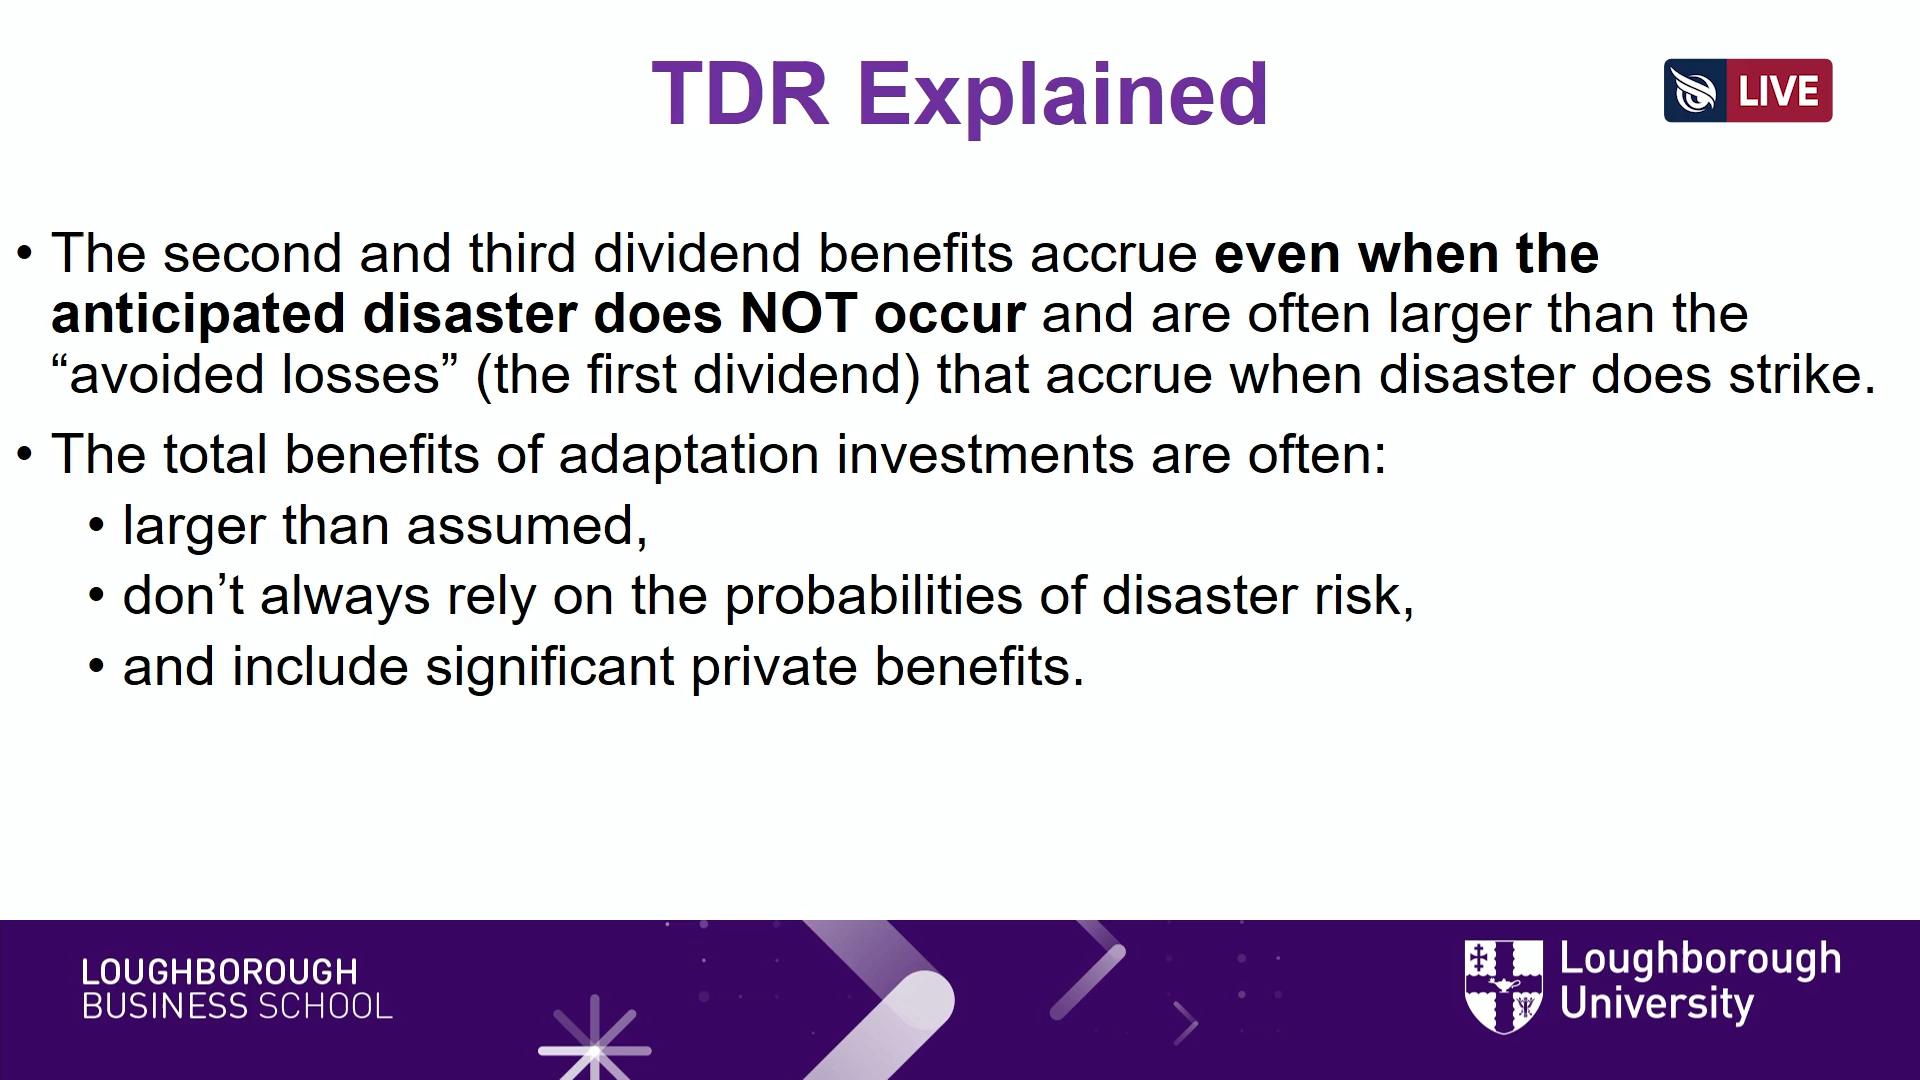 TDR Explained
LIVE
• The second and third dividend benefits accrue even when the
anticipated disaster does NOT occur and are often larger than the
“avoided losses” (the first dividend) that accrue when disaster does strike.
• The total benefits of adaptation investments are often:
• larger than assumed,
• don’t always rely on the probabilities of disaster risk,
• and include significant private benefits.
LOUGHBOROUGH
BUSINESS SCHOOL
Loughborough
University